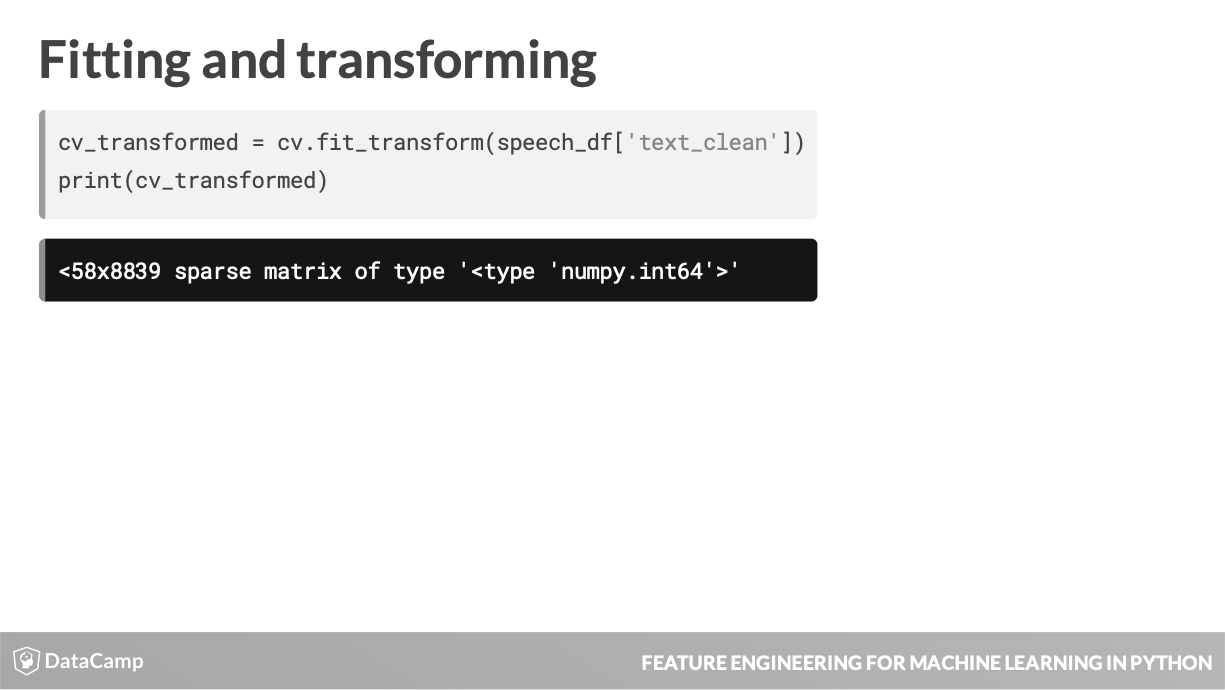 Fitting and transforming
cv_transformed = cv.fit_transform(speech_df['text_clean'])
print(cv_transformed)
<58x8839 sparse matrix of type '<type 'numpy.int64'>'
DataCamp
FEATURE ENGINEERING FOR MACHINE LEARNING IN PYTHON